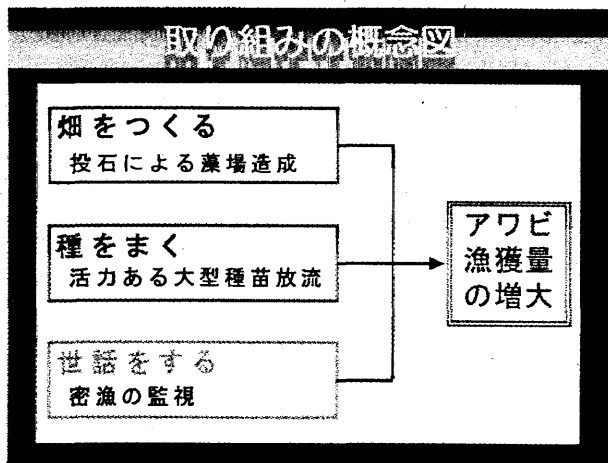 取り組みの概念図
畑をつくる
投石による藻場造成
種をまく
活力ある大型種苗放流
世話をする
密漁の監視
アワビ
漁獲量
の増大